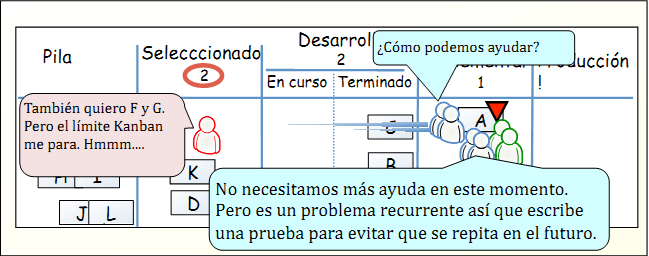 Pila
Selecccionado
2
Desarrol
2
En curso
Terminado
1
ducción
!
¿Cómo podemos ayudar?
También quiero F y G.
Pero el límite Kanban
me para. Hmmm....
A
B
K
D
J L
No necesitamos más ayuda en este momento.
Pero es un problema recurrente así que escribe
una prueba para evitar que se repita en el futuro.